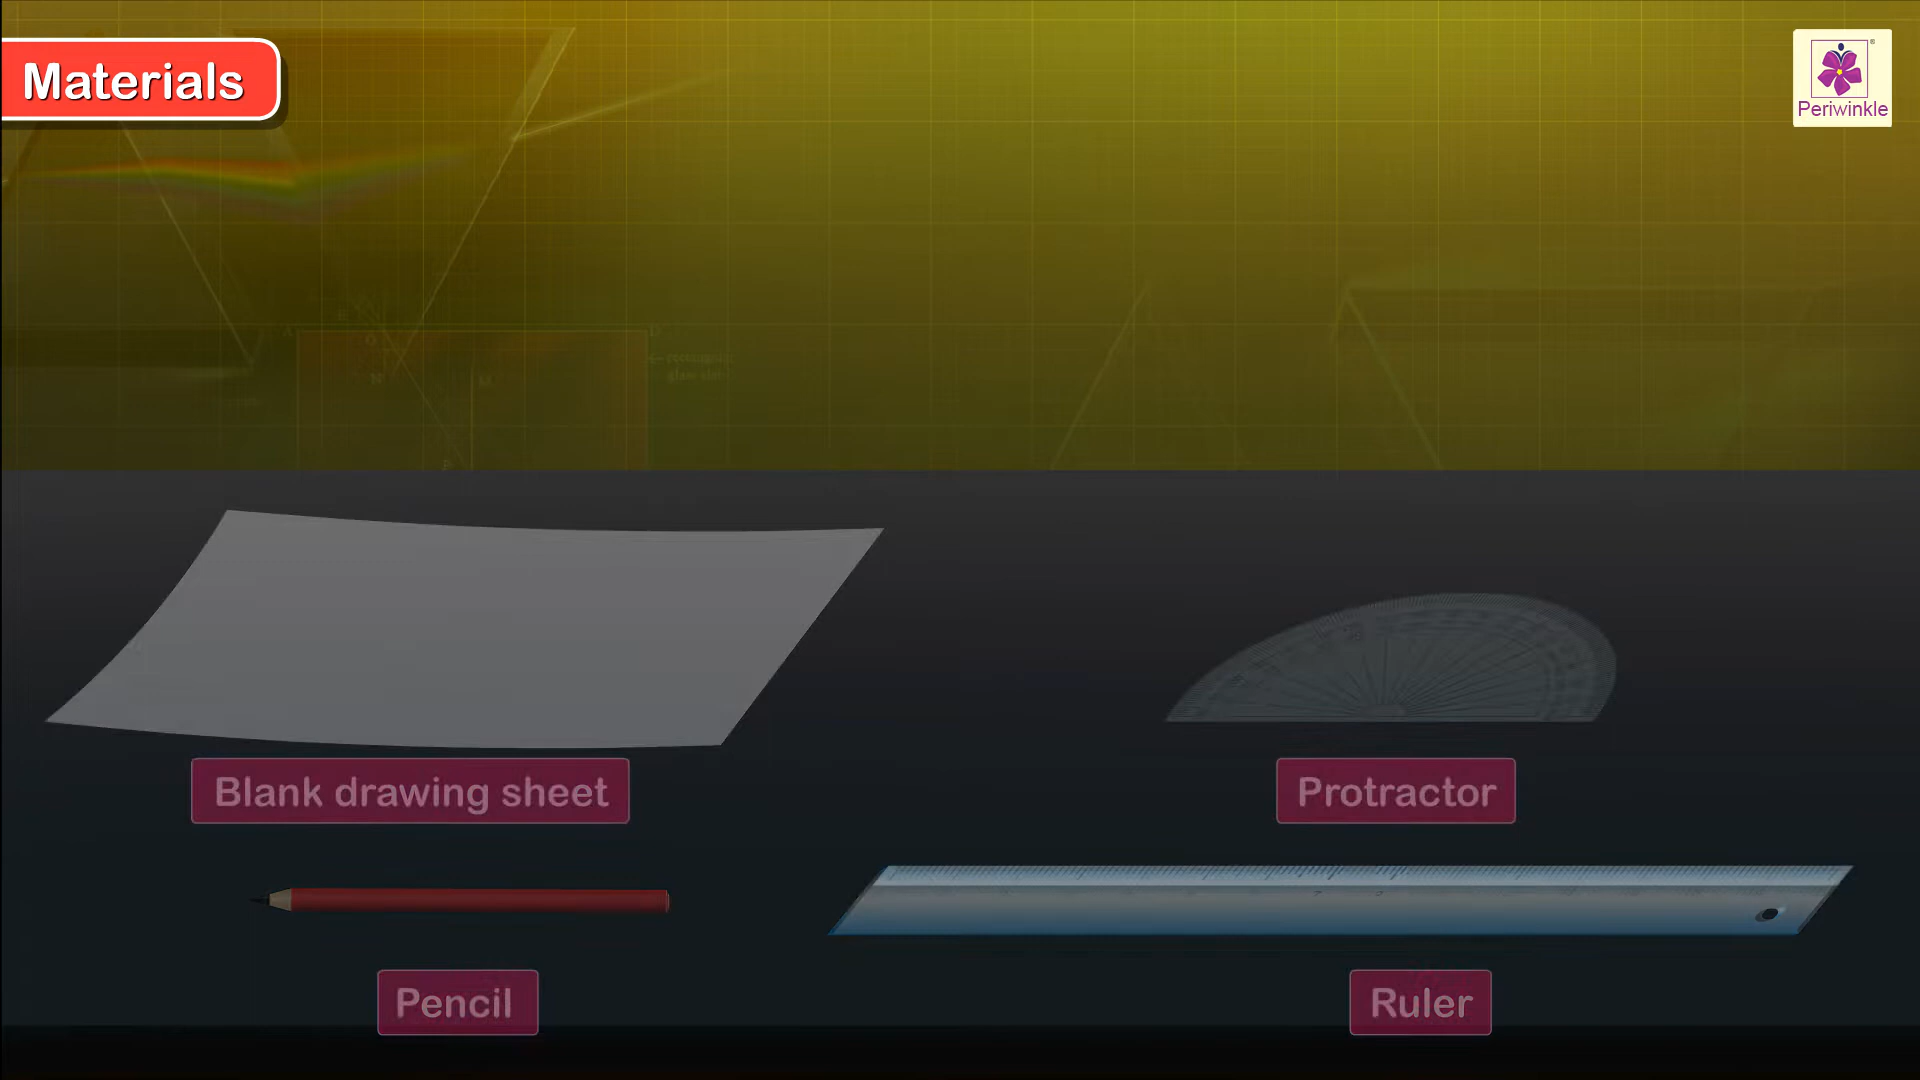 Materials
Periwinkle
Blank drawing sheet
Protractor
Pencil
Ruler